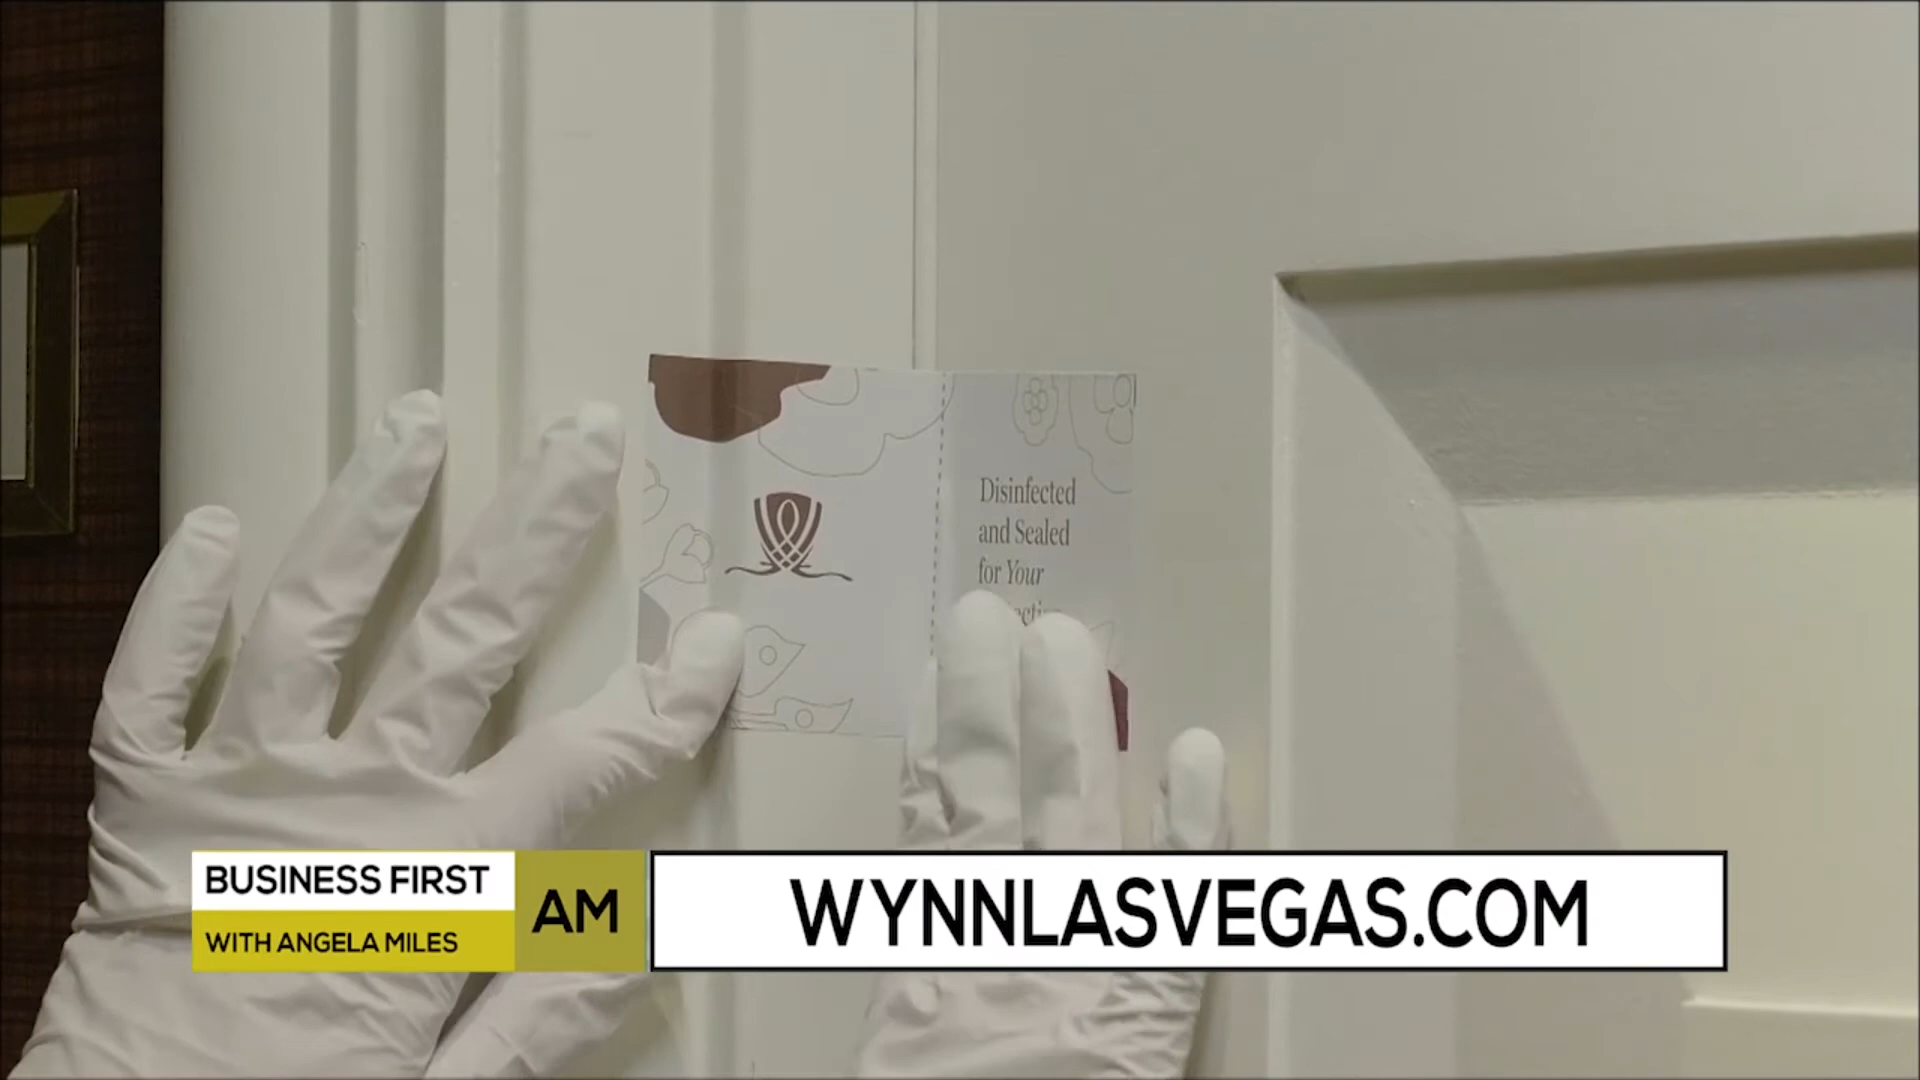 Disinfected
and Sealed
for Your
BUSINESS FIRST
WITH ANGELA MILES
AM
WYNNLASVEGAS.COM